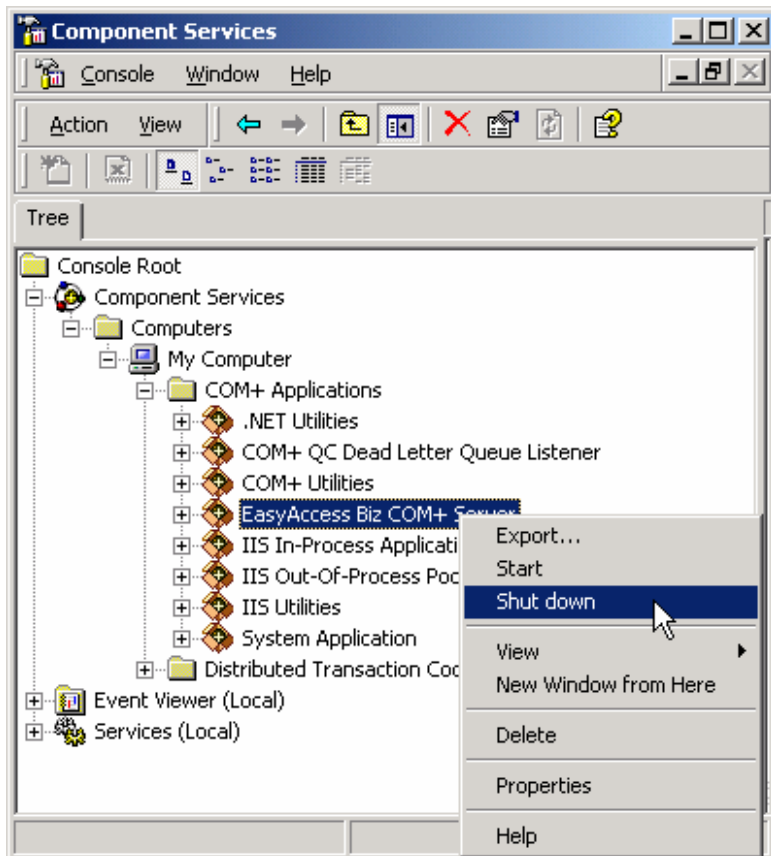 Component Services
Console Window Help
Action View
Tree
Console Root
Component Services
Computers
My Computer
COM+ Applications
.NET Utilities
COM+ QC Dead Letter Queue Listener
COM+ Utilities
EasyAccess Biz COM+ Server
IIS In-Process Applicati
IIS Out-Of-Process Poo
IIS Utilities
System Application
Distributed Transaction Coo
Event Viewer (Local)
Services (Local)
Export...
Start
Shut down
View
New Window from Here
Delete
Properties
Help